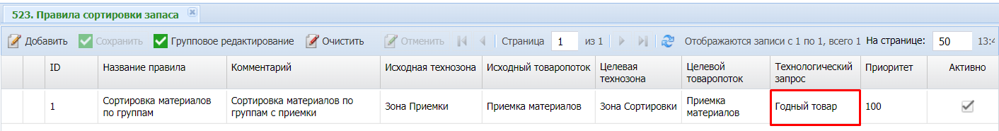 523. Правила сортировки запаса
Добавить Сохранить Групповое редактирование Очистить Отменить Страница 1 из 1 Отображаются записи с 1 по 1, всего 1 На странице: 50
ID Название правила Комментарий Исходная технозона Исходный товаропоток Целевая технозона Целевой товаропоток Технологический запрос Приоритет Активно
1 Сортировка материалов по группам Сортировка материалов по группам с приемки Зона Приемки Приемка материалов Зона Сортировки Приемка материалов Годный товар 100